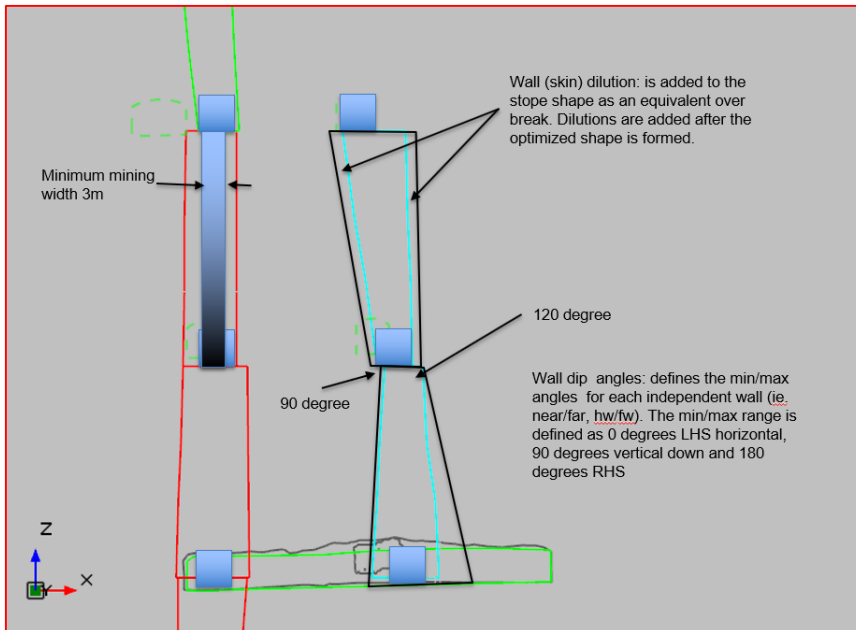 Wall (skin) dilution: is added to the
stope shape as an equivalent over
break. Dilutions are added after the
optimized shape is formed.
Minimum mining
width 3m
120 degree
90 degree
Wall dip  angles: defines the min/max
angles  for each independent wall (ie.
near/far, hw/fw). The min/max range is
defined as 0 degrees LHS horizontal,
90 degrees vertical down and 180
degrees RHS
Z
X
Y